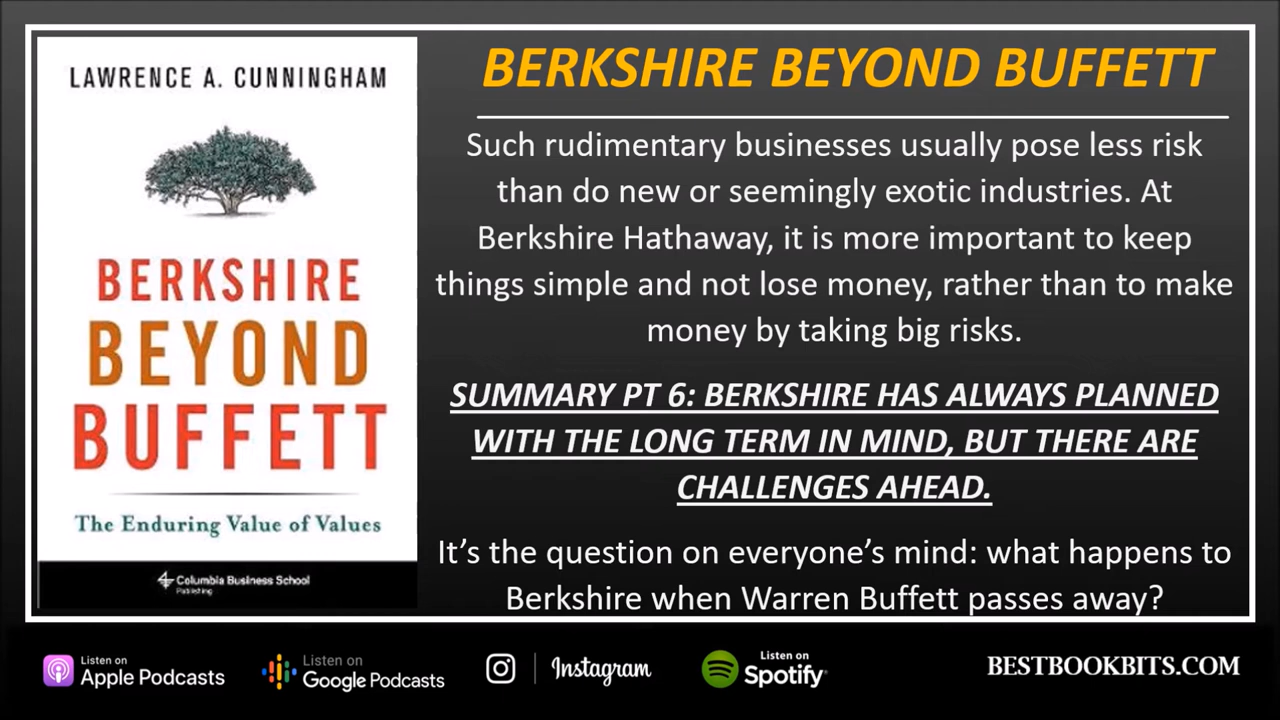 LAWRENCE A. CUNNINGHAM
BERKSHIRE
BEYOND
BUFFETT
The Enduring Value of Values
Columbia Business School
Publishing
BERKSHIRE BEYOND BUFFETT
Such rudimentary businesses usually pose less risk
than do new or seemingly exotic industries. At
Berkshire Hathaway, it is more important to keep
things simple and not lose money, rather than to make
money by taking big risks.
SUMMARY PT 6: BERKSHIRE HAS ALWAYS PLANNED
WITH THE LONG TERM IN MIND, BUT THERE ARE
CHALLENGES AHEAD.
It’s the question on everyone’s mind: what happens to
Berkshire when Warren Buffett passes away?
Listen on
Apple Podcasts
Listen on
Google Podcasts
Instagram
Listen on
Spotify
BESTBOOKBITS.COM